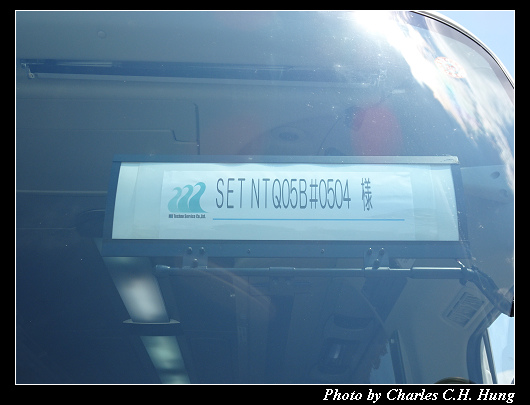 SET NTQ05B#0504 様
Photo by Charles C.H. Hung